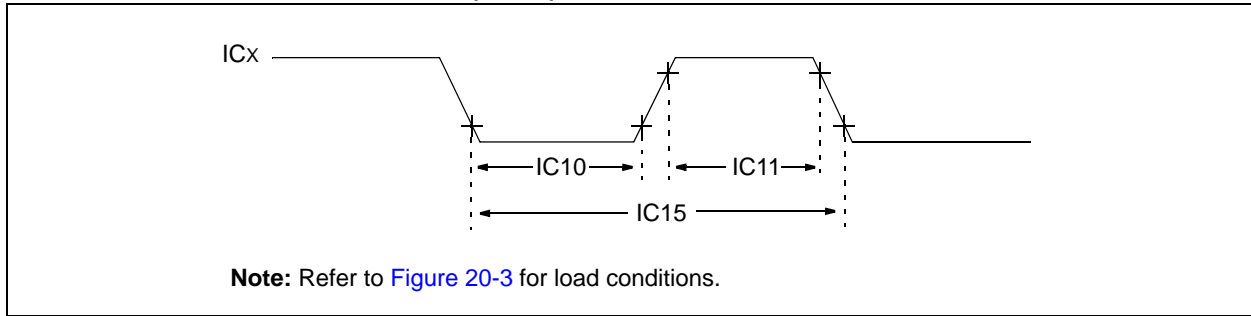 ICX
IC10
IC11
IC15
Note: Refer to Figure 20-3 for load conditions.